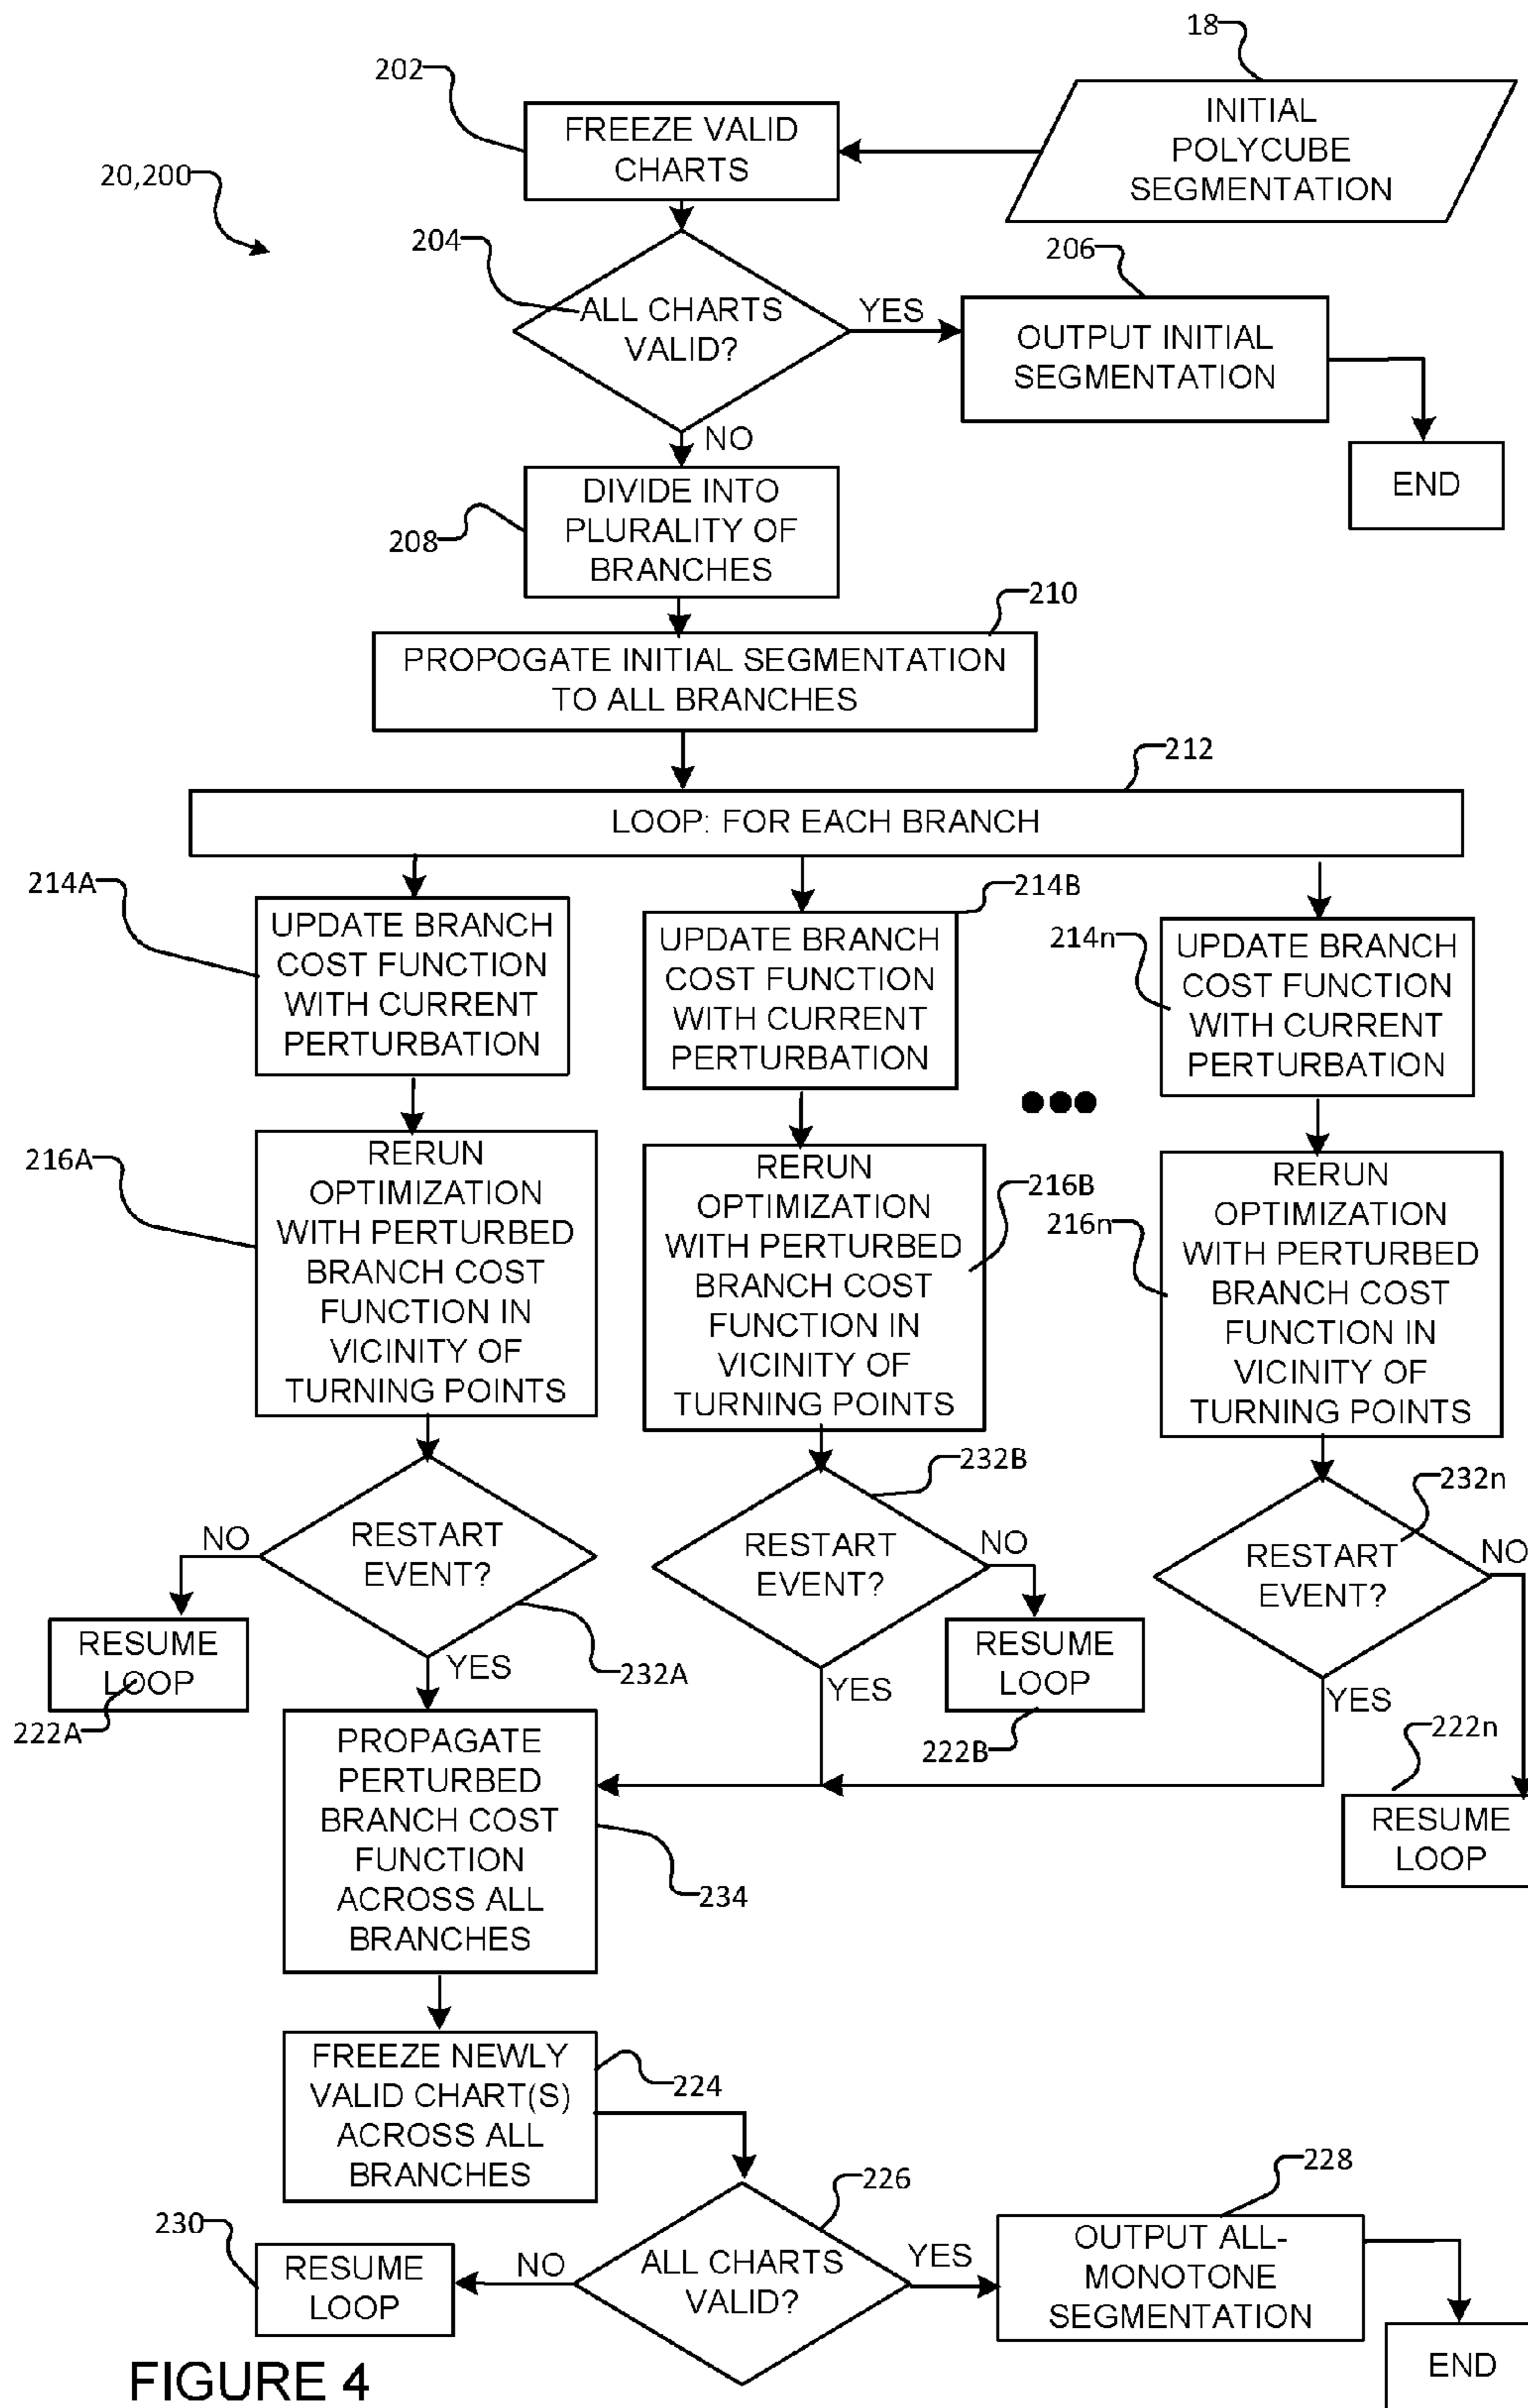 18
202
FREEZE VALID
CHARTS
INITIAL
POLYCUBE
SEGMENTATION
20,200
204
206
ALL CHARTS
VALID?
YES
OUTPUT INITIAL
SEGMENTATION
NO
END
DIVIDE INTO
PLURALITY OF
BRANCHES
208
210
PROPOGATE INITIAL SEGMENTATION
TO ALL BRANCHES
212
LOOP: FOR EACH BRANCH
214A
UPDATE BRANCH
COST FUNCTION
WITH CURRENT
PERTURBATION
214B
UPDATE BRANCH
COST FUNCTION
WITH CURRENT
PERTURBATION
214n
UPDATE BRANCH
COST FUNCTION
WITH CURRENT
PERTURBATION
216A
RERUN
OPTIMIZATION
WITH PERTURBED
BRANCH COST
FUNCTION IN
VICINITY OF
TURNING POINTS
216B
RERUN
OPTIMIZATION
WITH PERTURBED
BRANCH COST
FUNCTION IN
VICINITY OF
TURNING POINTS
216n
RERUN
OPTIMIZATION
WITH PERTURBED
BRANCH COST
FUNCTION IN
VICINITY OF
TURNING POINTS
232B
232n
NO
RESTART
EVENT?
RESTART
EVENT?
NO
RESTART
EVENT?
NO
RESUME
LOOP
222A
YES
232A
YES
RESUME
LOOP
222B
YES
222n
RESUME
LOOP
PROPAGATE
PERTURBED
BRANCH COST
FUNCTION
ACROSS ALL
BRANCHES
234
FREEZE NEWLY
VALID CHART(S)
ACROSS ALL
BRANCHES
224
226
228
230
RESUME
LOOP
NO
ALL CHARTS
VALID?
YES
OUTPUT ALL-
MONOTONE
SEGMENTATION
END
FIGURE 4